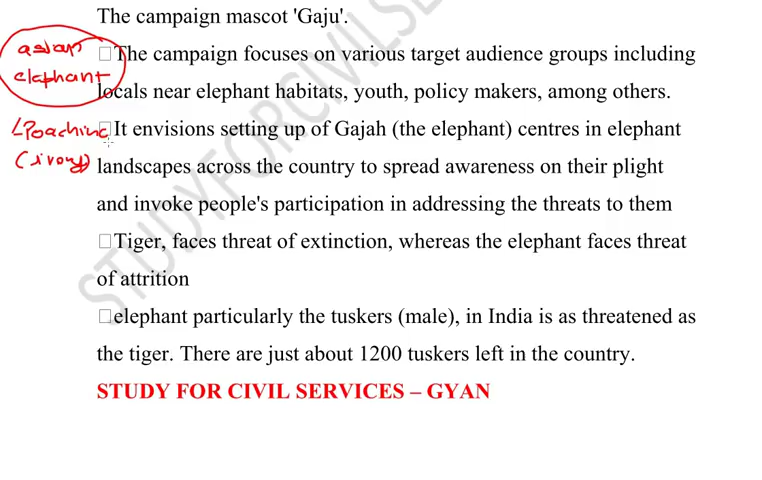 The campaign mascot 'Gaju'.
asian
elephant
□The campaign focuses on various target audience groups including
locals near elephant habitats, youth, policy makers, among others.
Poaching
(ivory)
□It envisions setting up of Gajah (the elephant) centres in elephant
landscapes across the country to spread awareness on their plight
and invoke people's participation in addressing the threats to them
□Tiger, faces threat of extinction, whereas the elephant faces threat
of attrition
□elephant particularly the tuskers (male), in India is as threatened as
the tiger. There are just about 1200 tuskers left in the country.
STUDY FOR CIVIL SERVICES – GYAN
STUDYFORCIVILSE